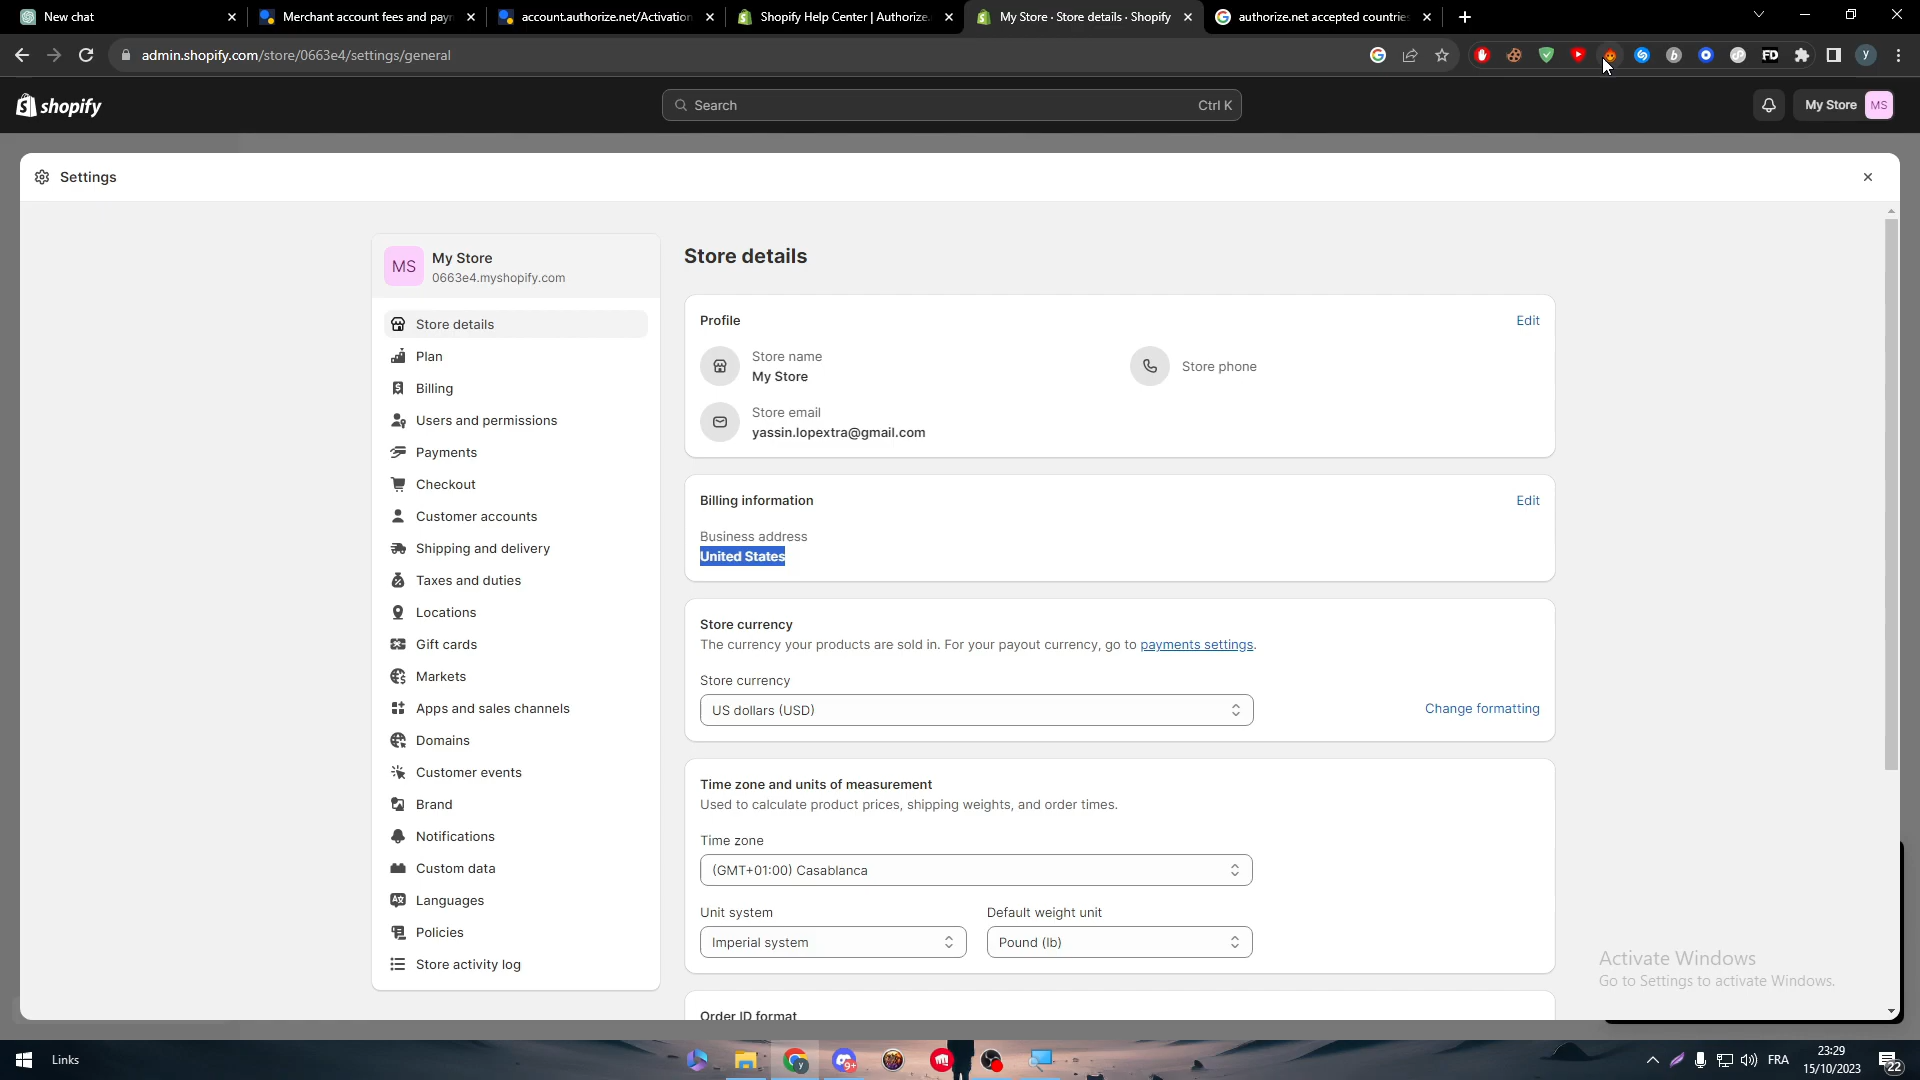 New chat
Merchant account fees and payn
account.authorize.net/Activation
Shopify Help Center | Authorize.
My Store · Store details · Shopify
authorize.net accepted countries
admin.shopify.com/store/0663e4/settings/general
FD
y
shopify
Search
Ctrl K
My Store
MS
Settings
MS
My Store
0663e4.myshopify.com
Store details
Plan
Billing
Users and permissions
Payments
Checkout
Customer accounts
Shipping and delivery
Taxes and duties
Locations
Gift cards
Markets
Apps and sales channels
Domains
Customer events
Brand
Notifications
Custom data
Languages
Policies
Store activity log
Store details
Profile
Edit
Store name
My Store
Store phone
Store email
yassin.lopextra@gmail.com
Billing information
Edit
Business address
United States
Store currency
The currency your products are sold in. For your payout currency, go to payments settings.
Store currency
US dollars (USD)
Change formatting
Time zone and units of measurement
Used to calculate product prices, shipping weights, and order times.
Time zone
(GMT+01:00) Casablanca
Unit system
Default weight unit
Imperial system
Pound (lb)
Order ID format
Activate Windows
Go to Settings to activate Windows.
Links
9+
FRA
23:29
15/10/2023
22